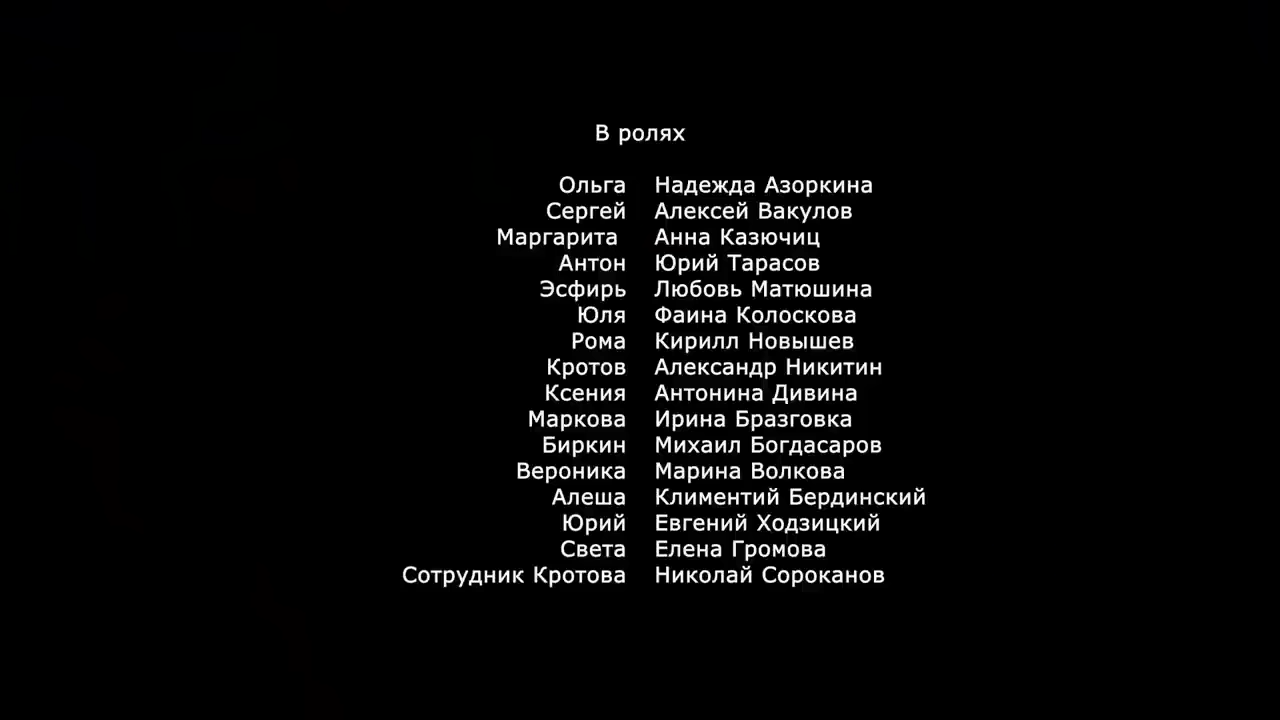 В ролях
Ольга Надежда Азоркина
Сергей Алексей Вакулов
Маргарита Анна Казючиц
Антон Юрий Тарасов
Эсфирь Любовь Матюшина
Юля Фаина Колоскова
Рома Кирилл Новышев
Кротов Александр Никитин
Ксения Антонина Дивина
Маркова Ирина Бразговка
Биркин Михаил Богдасаров
Вероника Марина Волкова
Алеша Климентий Бердинский
Юрий Евгений Ходзицкий
Света Елена Громова
Сотрудник Кротова Николай Сороканов